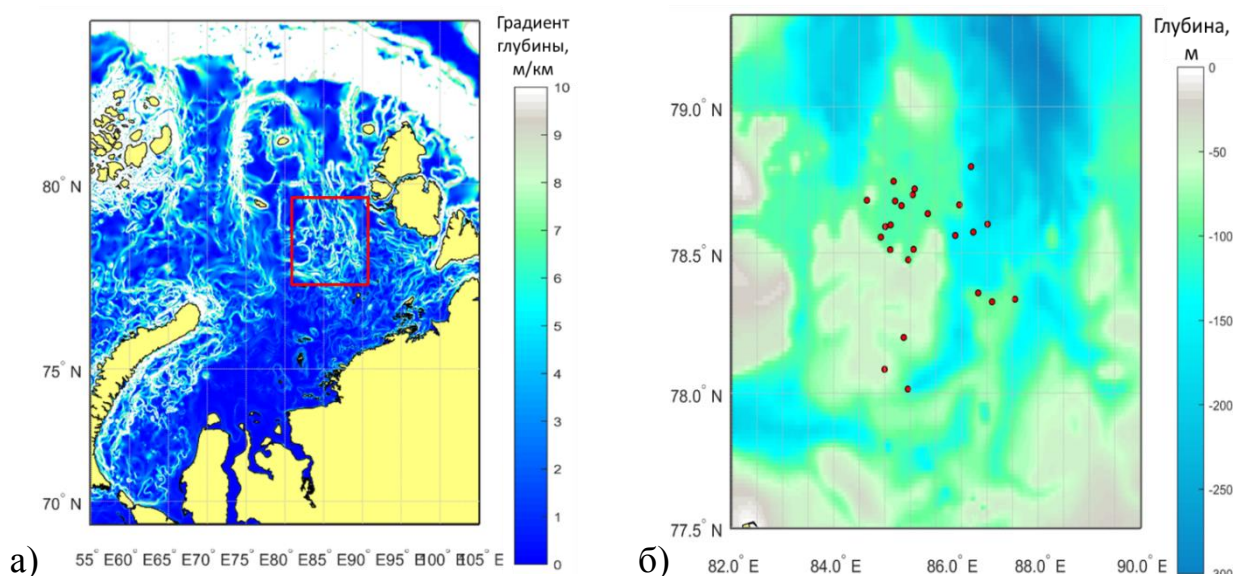 Градиент
глубины,
м/км
10
9
8
7
6
5
4
3
2
1
0
80° N
75° N
70° N
55° E60° E65° E70° E75° E80° E85° E90° E95° E100° E105° E
а)
Глубина,
м
0
-50
-100
-150
-200
-250
-300
79.0° N
78.5° N
78.0° N
77.5° N
82.0° E 84.0° E 86.0° E 88.0° E 90.0° E
б)